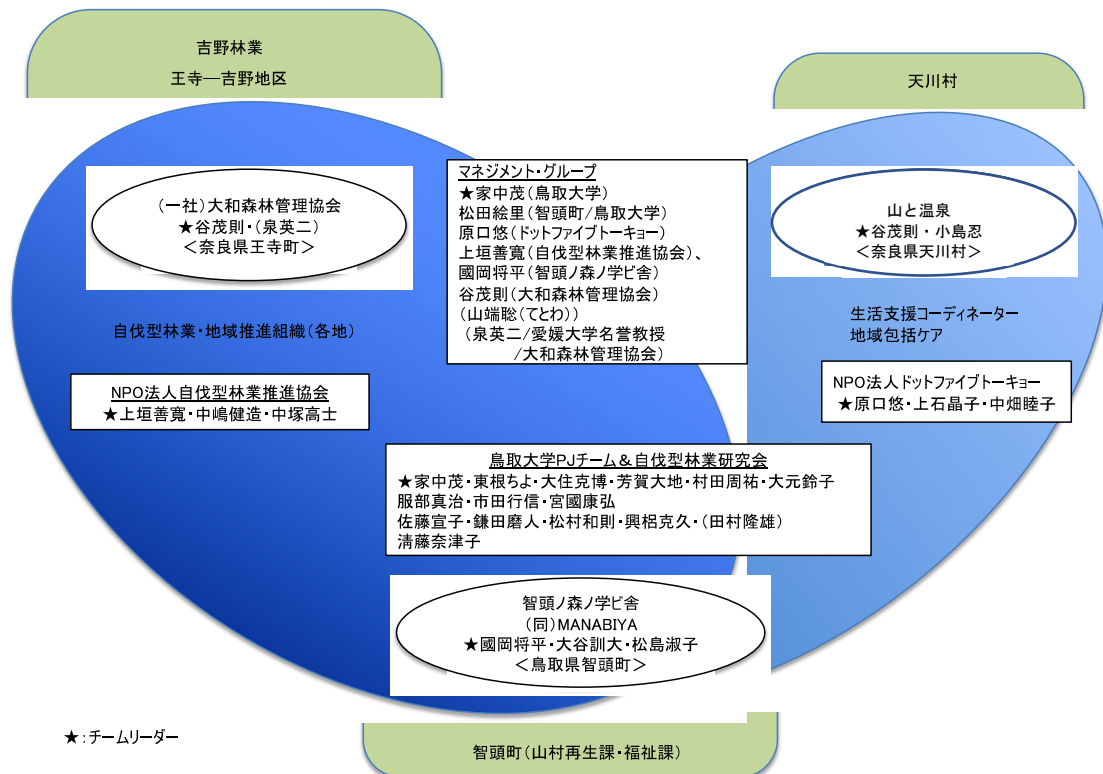 吉野林業
王寺―吉野地区
天川村
(一社)大和森林管理協会
★谷茂則・(泉英二)
<奈良県王寺町>
マネジメント・グループ
★家中茂(鳥取大学)
松田絵里(智頭町/鳥取大学)
原口悠(ドットファイブトーキョー)
上垣善寛(自伐型林業推進協会)、
國岡将平(智頭ノ森ノ学ビ舎)
谷茂則(大和森林管理協会)
(山端聡(てとわ))
(泉英二/愛媛大学名誉教授
/大和森林管理協会)
山と温泉
★谷茂則・小島忍
<奈良県天川村>
自伐型林業・地域推進組織(各地)
生活支援コーディネーター
地域包括ケア
NPO法人自伐型林業推進協会
★上垣善寛・中嶋健造・中塚高士
NPO法人ドットファイブトーキョー
★原口悠・上石晶子・中畑睦子
鳥取大学PJチーム&自伐型林業研究会
★家中茂・東根ちよ・大住克博・芳賀大地・村田周祐・大元鈴子
服部真治・市田行信・宮國康弘
佐藤宣子・鎌田磨人・松村和則・興梠克久・(田村隆雄)
淸藤奈津子
智頭ノ森ノ学ビ舎
(同)MANABIYA
★國岡将平・大谷訓大・松島淑子
<鳥取県智頭町>
★:チームリーダー
智頭町(山村再生課・福祉課)